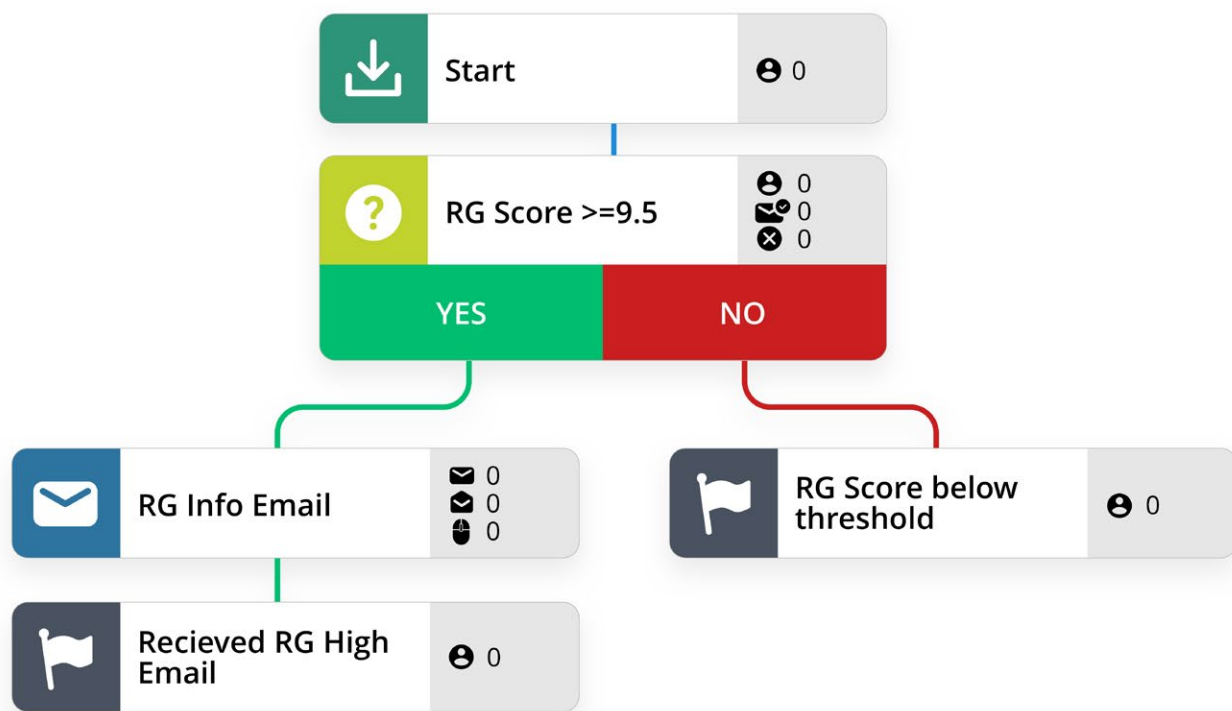 Start
0
RG Score >=9.5
0
0
0
YES
NO
RG Info Email
0
0
0
RG Score below
threshold
0
Recieved RG High
Email
0